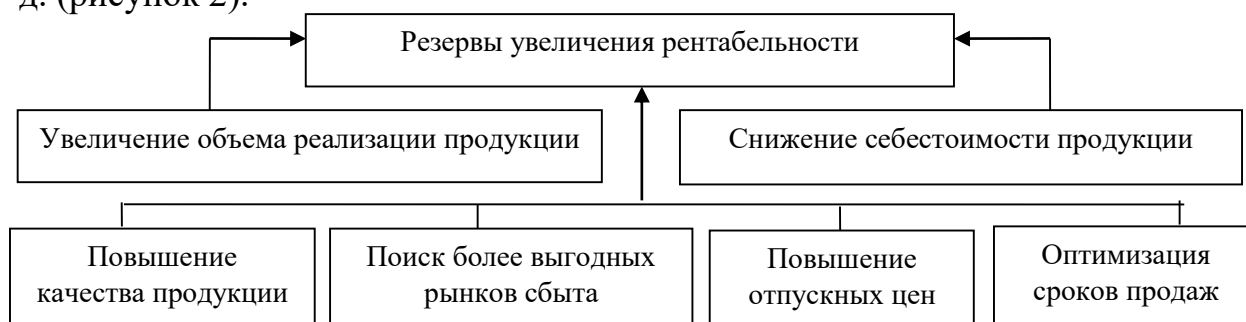 д. (рисунок 2).
Резервы увеличения рентабельности
Увеличение объема реализации продукции
Снижение себестоимости продукции
Повышение
качества продукции
Поиск более выгодных
рынков сбыта
Повышение
отпускных цен
Оптимизация
сроков продаж